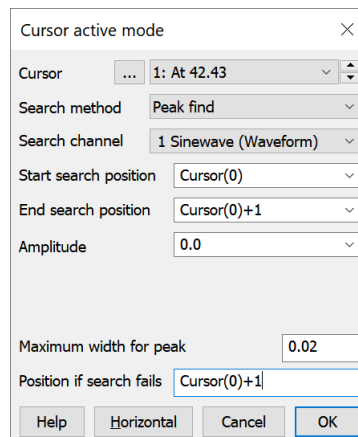 Cursor active mode
Cursor ... 1: At 42.43
Search method Peak find
Search channel 1 Sinewave (Waveform)
Start search position Cursor(0)
End search position Cursor(0)+1
Amplitude 0.0
Maximum width for peak 0.02
Position if search fails Cursor(0)+1
Help Horizontal Cancel OK